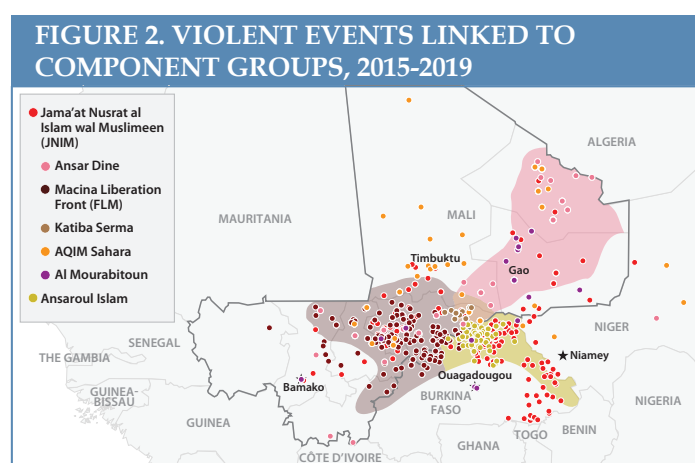 FIGURE 2. VIOLENT EVENTS LINKED TO
COMPONENT GROUPS, 2015-2019
Jama'at Nusrat al
Islam wal Muslimeen
(JNIM)
Ansar Dine
Macina Liberation
Front (FLM)
Katiba Serma
AQIM Sahara
Al Mourabitoun
Ansaroul Islam
ALGERIA
MAURITANIA
MALI
Timbuktu
Gao
NIGER
SENEGAL
THE GAMBIA
Niamey
Bamako
Ouagadougou
GUINEA-
BISSAU
BURKINA
FASO
NIGERIA
GUINEA
BENIN
TOGO
GHANA
CÔTE D'IVOIRE